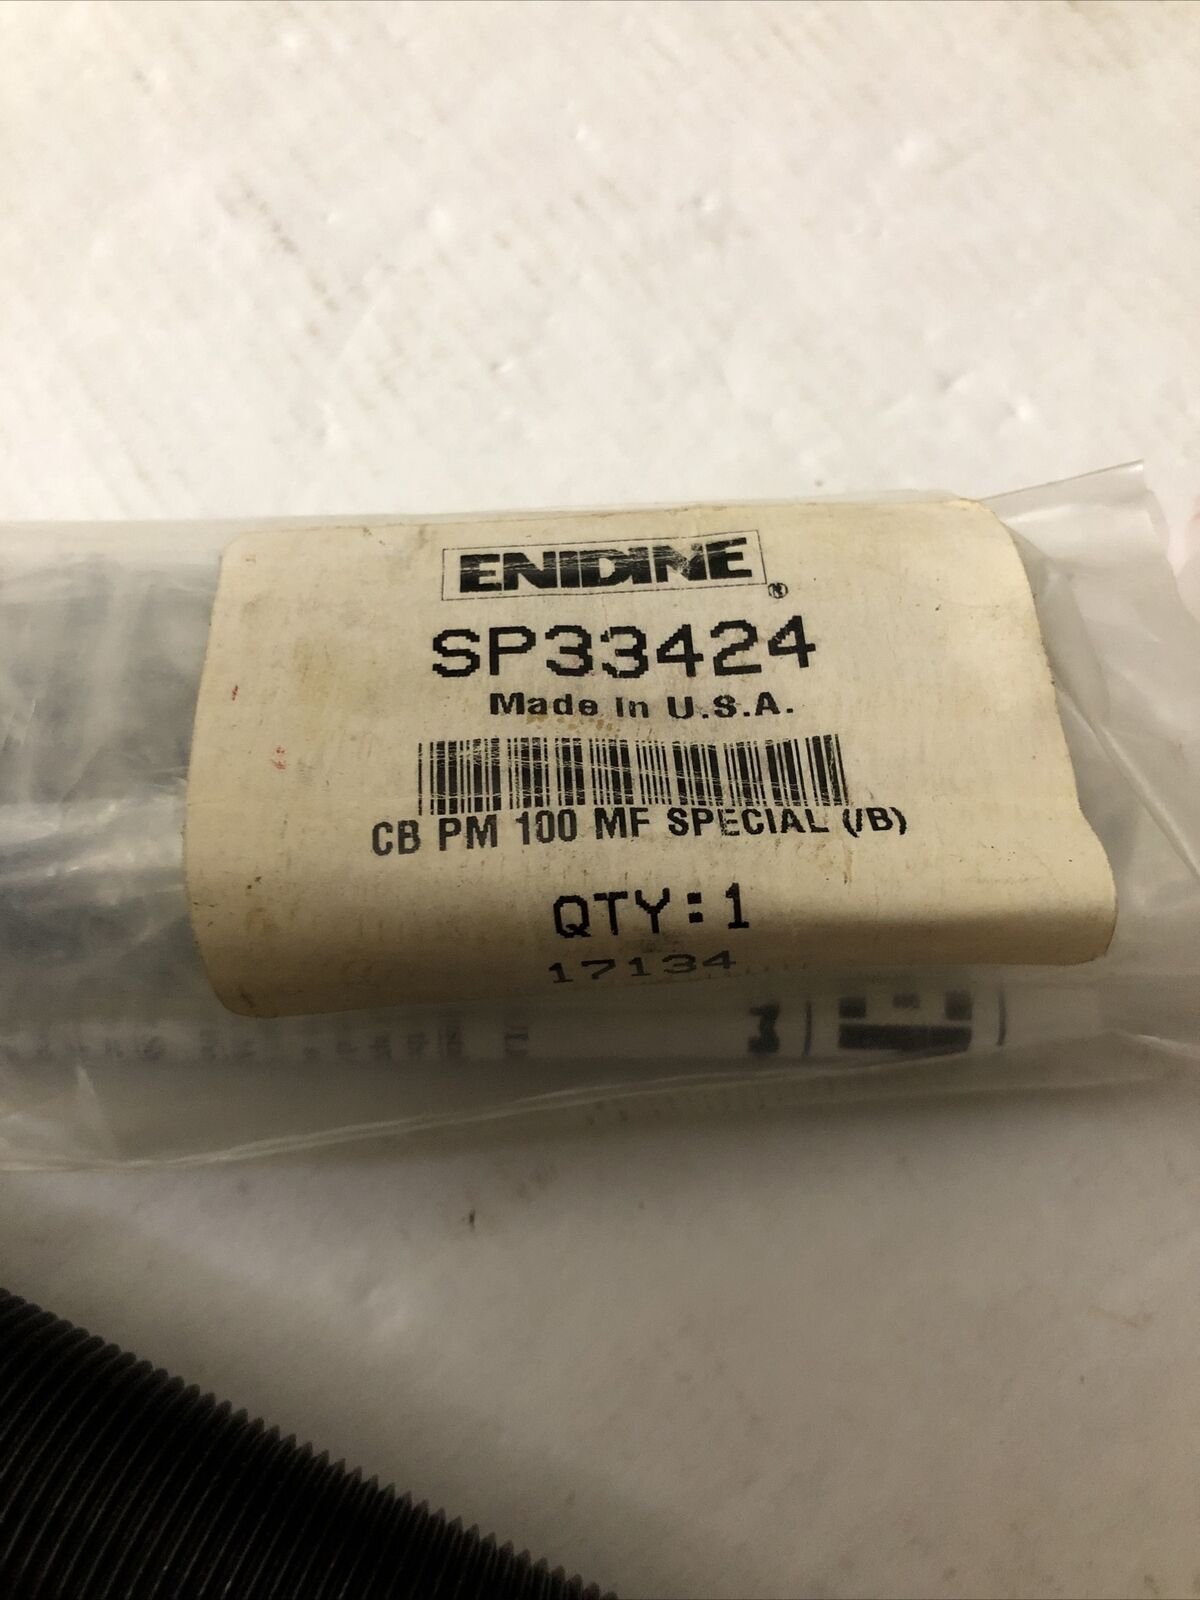 ENIDINE ®
SP33424
Made in U.S.A.
CB PM 100 MF SPECIAL (/B)
QTY:1
17134